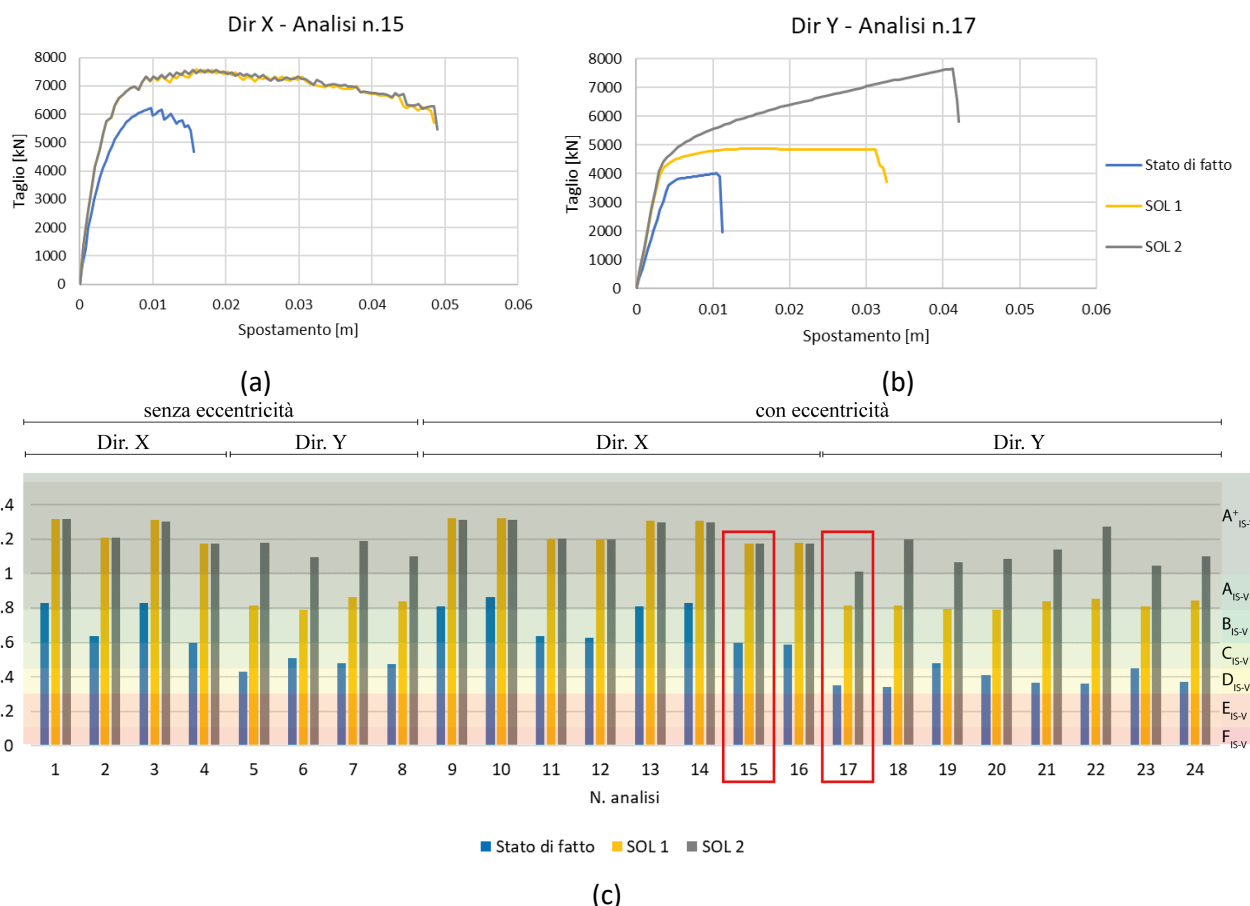 Dir X - Analisi n.15
Taglio [kN]
8000
7000
6000
5000
4000
3000
2000
1000
0
0 0.01 0.02 0.03 0.04 0.05 0.06
Spostamento [m]
(a)
Dir Y - Analisi n.17
Taglio [kN]
8000
7000
6000
5000
4000
3000
2000
1000
0
0 0.01 0.02 0.03 0.04 0.05 0.06
Spostamento [m]
Stato di fatto
SOL 1
SOL 2
(b)
senza eccentricità con eccentricità
Dir. X Dir. Y Dir. X Dir. Y
.4
.2
1
.8
.6
.4
.2
0
A+IS-V
AIS-V
BIS-V
CIS-V
DIS-V
EIS-V
FIS-V
1 2 3 4 5 6 7 8 9 10 11 12 13 14 15 16 17 18 19 20 21 22 23 24
N. analisi
Stato di fatto SOL 1 SOL 2
(c)